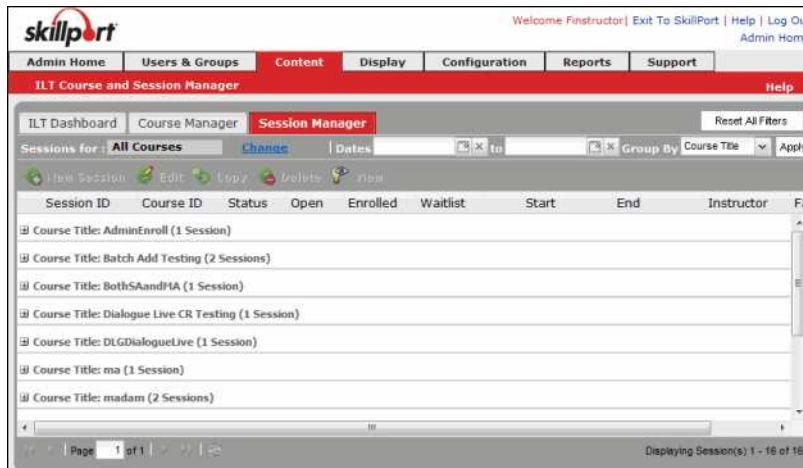 skillport
Welcome Finstructor| Exit To SkillPort | Help | Log Ou
Admin Hom
Admin Home Users & Groups Content Display Configuration Reports Support
ILT Course and Session Manager Help
ILT Dashboard Course Manager Session Manager Reset All Filters
Sessions for : All Courses Change | Dates to Group By Course Title Apply
New Session Edit Copy Delete View
Session ID Course ID Status Open Enrolled Waitlist Start End Instructor Fa
Course Title: AdminEnroll (1 Session)
Course Title: Batch Add Testing (2 Sessions)
Course Title: BothSAandMA (1 Session)
Course Title: Dialogue Live CR Testing (1 Session)
Course Title: DLGDialogueLive (1 Session)
Course Title: ma (1 Session)
Course Title: madam (2 Sessions)
Page 1 of 1
Displaying Session(s) 1 - 16 of 16